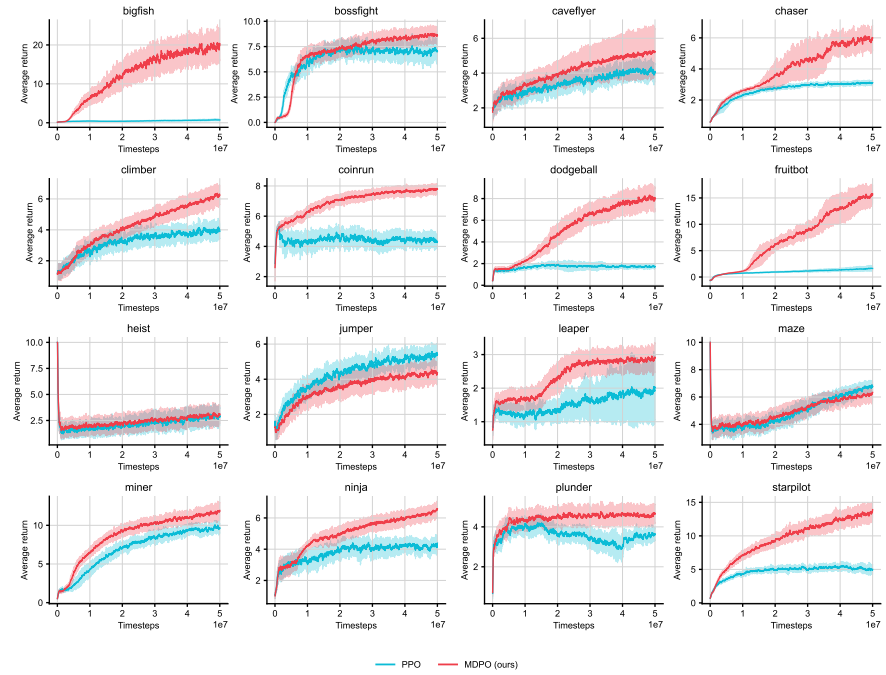 bigfish
Average return
20
10
0
0 1 2 3 4 5
Timesteps 1e7
bossfight
Average return
10.0
7.5
5.0
2.5
0.0
0 1 2 3 4 5
Timesteps 1e7
caveflyer
Average return
6
4
2
0 1 2 3 4 5
Timesteps 1e7
chaser
Average return
6
4
2
0 1 2 3 4 5
Timesteps 1e7
climber
Average return
6
4
2
0 1 2 3 4 5
Timesteps 1e7
coinrun
Average return
8
6
4
2
0 1 2 3 4 5
Timesteps 1e7
dodgeball
Average return
8
6
4
2
0
0 1 2 3 4 5
Timesteps 1e7
fruitbot
Average return
15
10
5
0
0 1 2 3 4 5
Timesteps 1e7
heist
Average return
10.0
7.5
5.0
2.5
0 1 2 3 4 5
Timesteps 1e7
jumper
Average return
6
4
2
0 1 2 3 4 5
Timesteps 1e7
leaper
Average return
3
2
1
0 1 2 3 4 5
Timesteps 1e7
maze
Average return
10
8
6
4
0 1 2 3 4 5
Timesteps 1e7
miner
Average return
10
5
0
0 1 2 3 4 5
Timesteps 1e7
ninja
Average return
6
4
2
0 1 2 3 4 5
Timesteps 1e7
plunder
Average return
4
2
0 1 2 3 4 5
Timesteps 1e7
starpilot
Average return
15
10
5
0
0 1 2 3 4 5
Timesteps 1e7
PPO MDPO (ours)